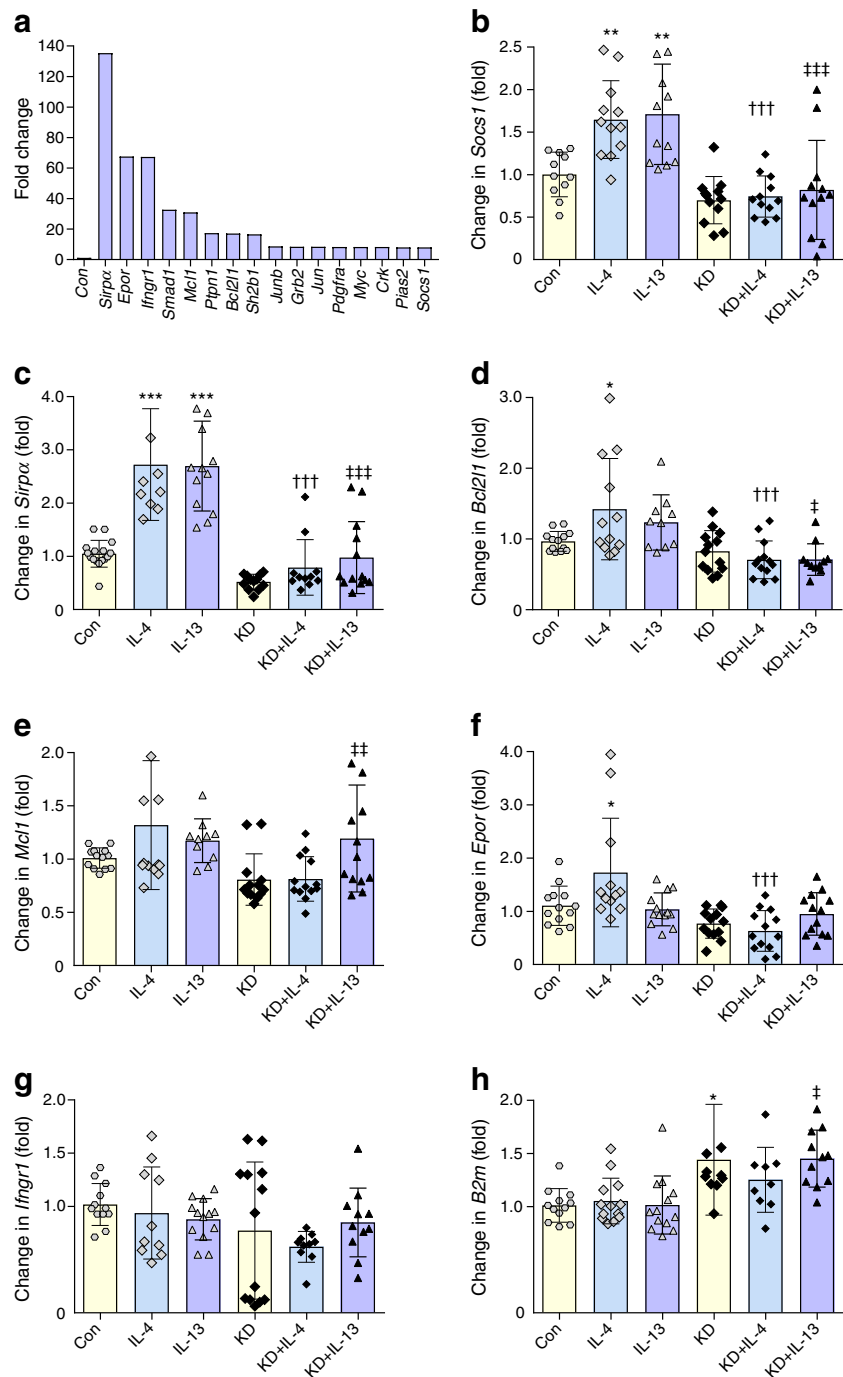 a
Fold change
140
120
100
80
60
40
20
0
Con
Sirpα
Epor
Ifngr1
Smad1
Mcl1
Ptpn1
Bcl2l1
Sh2b1
Junb
Grb2
Jun
Pdgfra
Myc
Crk
Pias2
Socs1
b
Change in Socs1 (fold)
2.5
2.0
1.5
1.0
0.5
0
** ** ††† ‡‡‡
Con
IL-4
IL-13
KD
KD+IL-4
KD+IL-13
c
Change in Sirpα (fold)
4.0
3.0
2.0
1.0
0
*** *** ††† ‡‡‡
Con
IL-4
IL-13
KD
KD+IL-4
KD+IL-13
d
Change in Bcl2l1 (fold)
3.0
2.0
1.0
0
* ††† ‡
Con
IL-4
IL-13
KD
KD+IL-4
KD+IL-13
e
Change in Mcl1 (fold)
2.0
1.5
1.0
0.5
0
‡‡
Con
IL-4
IL-13
KD
KD+IL-4
KD+IL-13
f
Change in Epor (fold)
4.0
3.0
2.0
1.0
0
* †††
Con
IL-4
IL-13
KD
KD+IL-4
KD+IL-13
g
Change in Ifngr1 (fold)
2.0
1.5
1.0
0
Con
IL-4
IL-13
KD
KD+IL-4
KD+IL-13
h
Change in B2m (fold)
2.0
1.5
1.0
0
* ‡
Con
IL-4
IL-13
KD
KD+IL-4
KD+IL-13